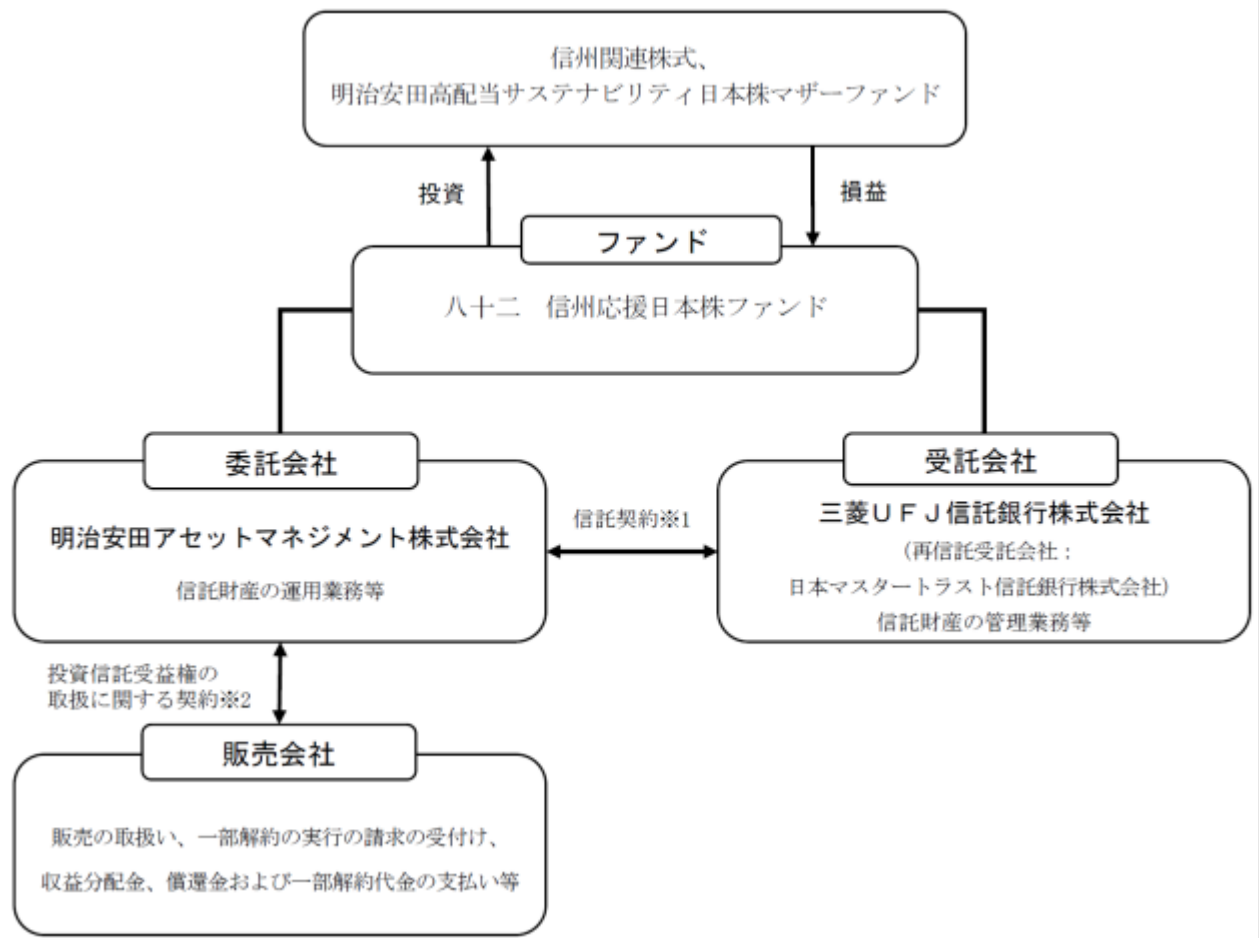 信州関連株式、
明治安田高配当サステナビリティ日本株マザーファンド
投資
損益
ファンド
八十二 信州応援日本株ファンド
委託会社
明治安田アセットマネジメント株式会社
信託財産の運用業務等
信託契約※1
受託会社
三菱UFJ信託銀行株式会社
(再信託受託会社:
日本マスタートラスト信託銀行株式会社)
信託財産の管理業務等
投資信託受益権の
取扱に関する契約※2
販売会社
販売の取扱い、一部解約の実行の請求の受付け、
収益分配金、償還金および一部解約代金の支払い等